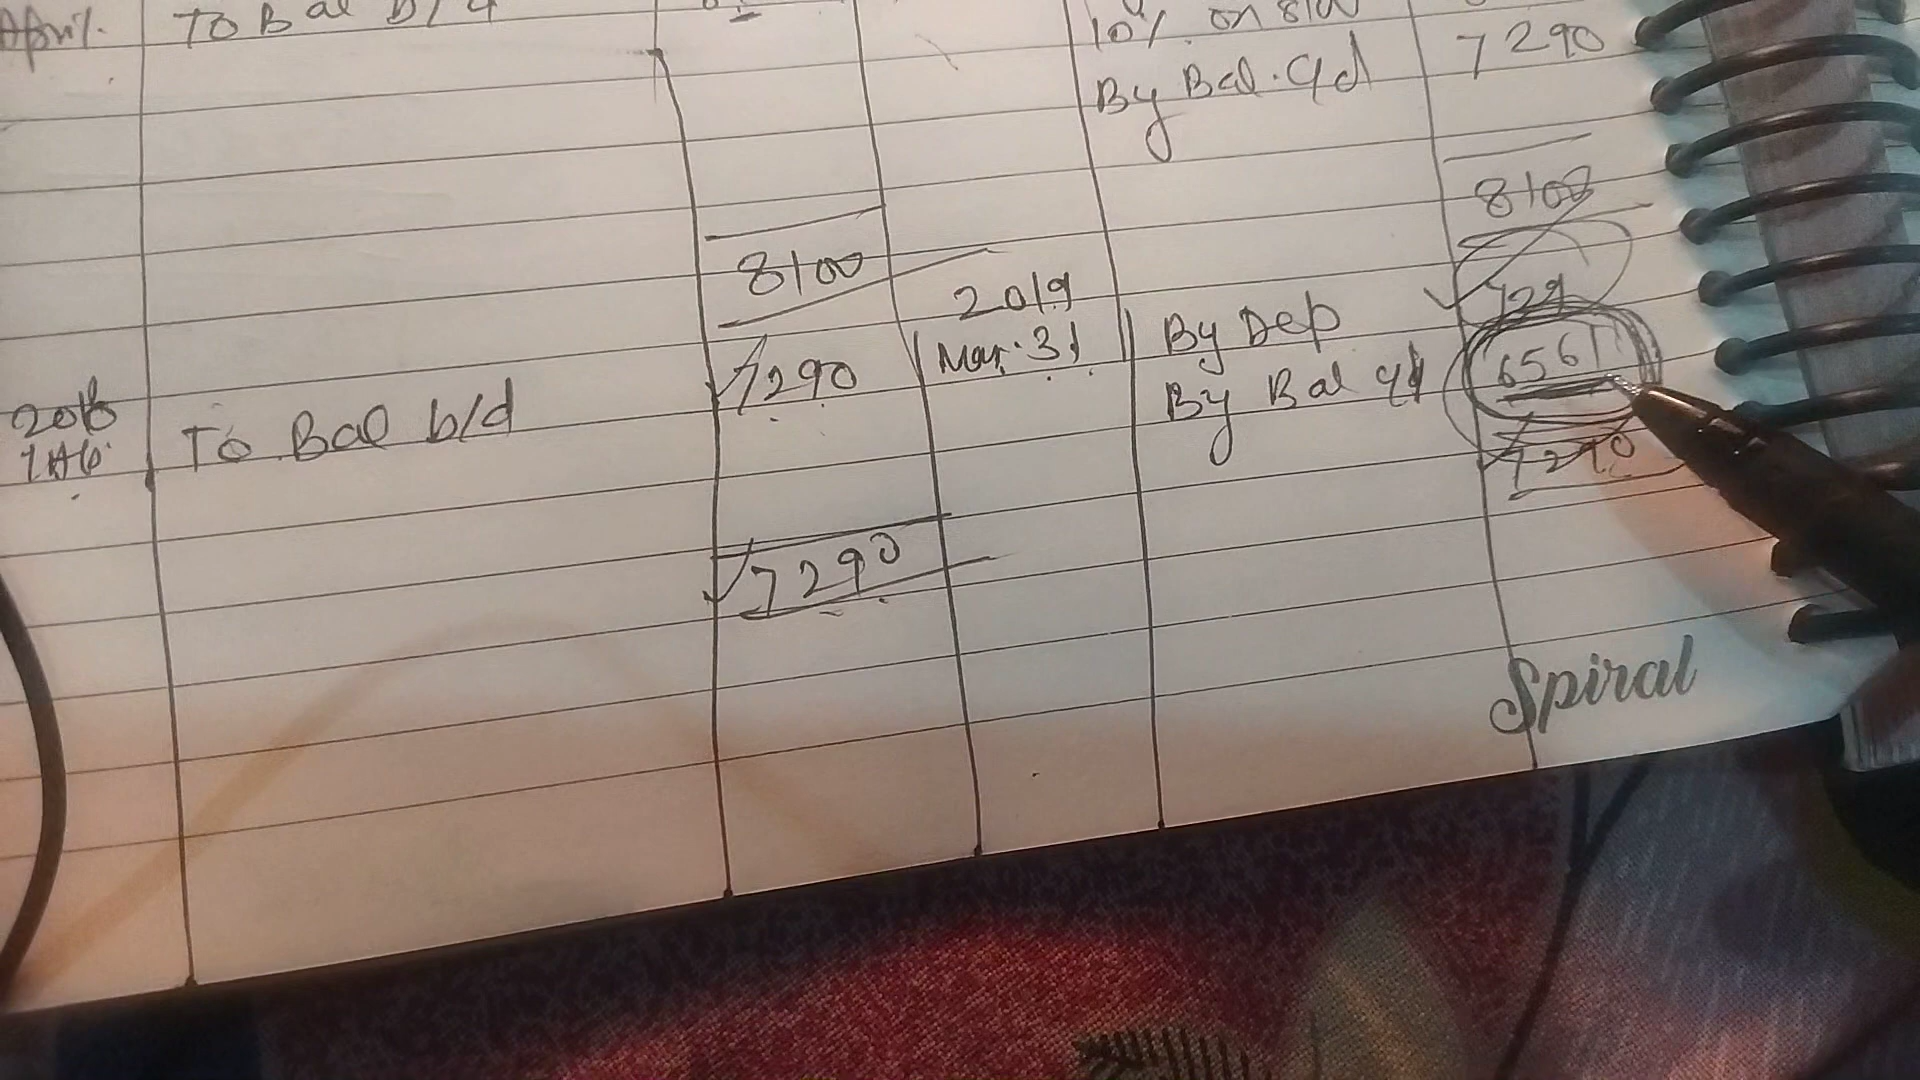 April. To Bal b/d 10% on 8100
By Bal. c/d 7290
8100 8100
2019 729
7290 Mar. 31 By Dep 6561
To Bal b/d By Bal c/d 7290
7290
Spiral